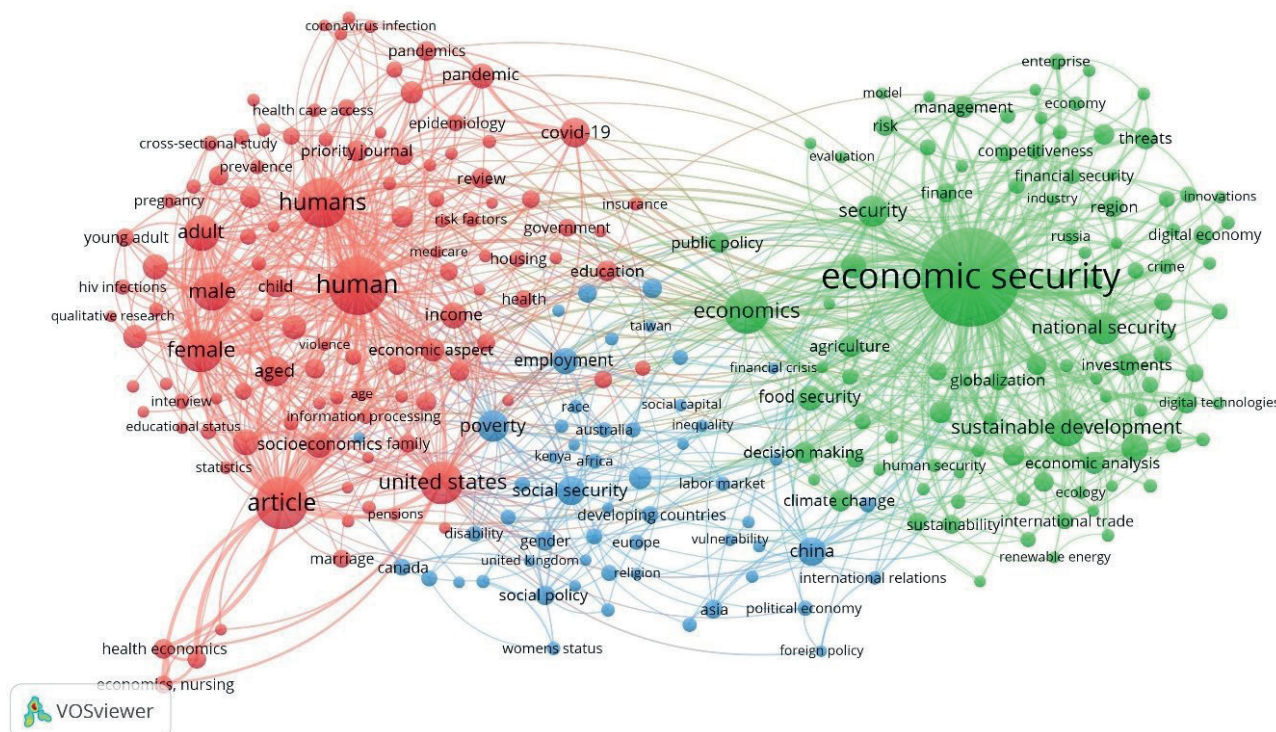 coronavirus infection
pandemics
pandemic
health care access
epidemiology
covid-19
cross-sectional study
priority journal
prevalence
review
pregnancy
humans
risk factors
insurance
adult
government
young adult
medicare
housing
education
hiv infections
male
child
human
health
qualitative research
income
female
violence
economic aspect
aged
age
interview
information processing
educational status
socioeconomics
family
statistics
article
united states
pensions
marriage
health economics
economics, nursing
taiwan
employment
financial crisis
race
social capital
poverty
australia
inequality
kenya
africa
social security
labor market
developing countries
disability
gender
europe
vulnerability
china
united kingdom
canada
religion
international relations
social policy
asia
political economy
womens status
foreign policy
enterprise
model
management
economy
risk
threats
competitiveness
evaluation
financial security
finance
industry
innovations
security
region
public policy
russia
digital economy
economic security
crime
economics
national security
agriculture
investments
globalization
food security
digital technologies
sustainable development
decision making
human security
economic analysis
climate change
ecology
sustainability
international trade
renewable energy
VOSviewer